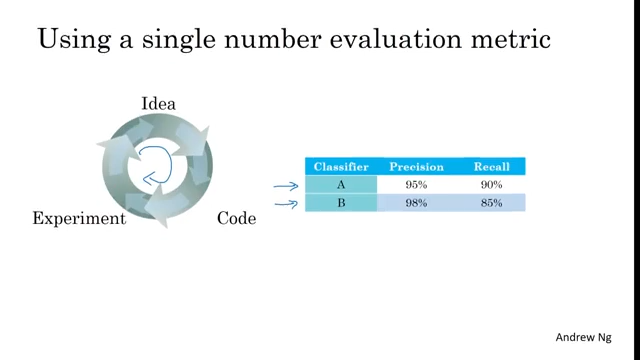 Using a single number evaluation metric
Idea
Experiment
Code
Classifier Precision Recall
A 95% 90%
B 98% 85%
Andrew Ng